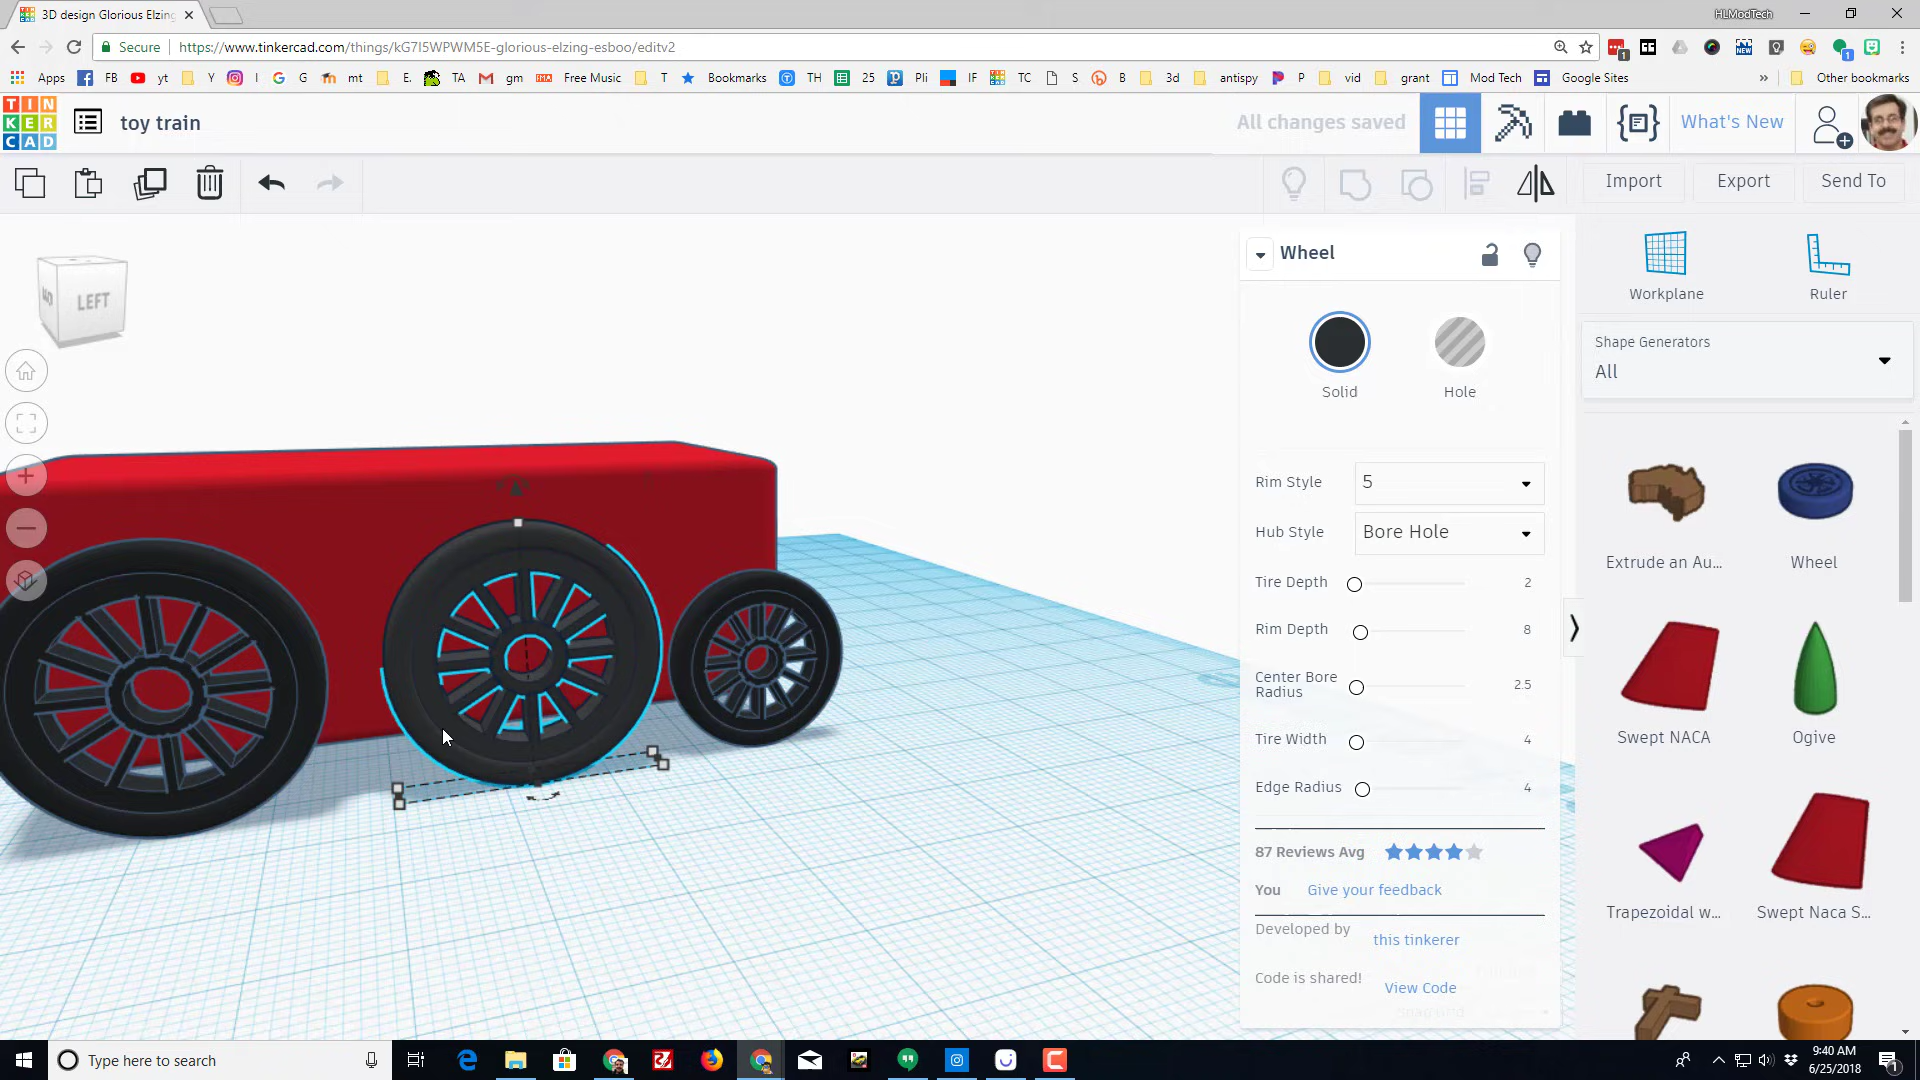 3D design Glorious Elzing
HLModTech
Secure
https://www.tinkercad.com/things/kG7I5WPWM5E-glorious-elzing-esboo/editv2
Apps FB yt Y I G mt E. TA gm Free Music T Bookmarks TH 25 Pli IF TC S B 3d antispy P vid grant Mod Tech Google Sites » Other bookmarks
TIN
KER
CAD
toy train
All changes saved
What's New
Import
Export
Send To
LEFT
Wheel
Solid
Hole
Workplane
Ruler
Shape Generators
All
Rim Style 5
Hub Style Bore Hole
Tire Depth 2
Rim Depth 8
Center Bore
Radius 2.5
Tire Width 4
Edge Radius 4
87 Reviews Avg
You Give your feedback
Developed by
this tinkerer
Code is shared!
View Code
Extrude an Au...
Wheel
Swept NACA
Ogive
Trapezoidal w...
Swept Naca S...
Type here to search
9:40 AM
6/25/2018